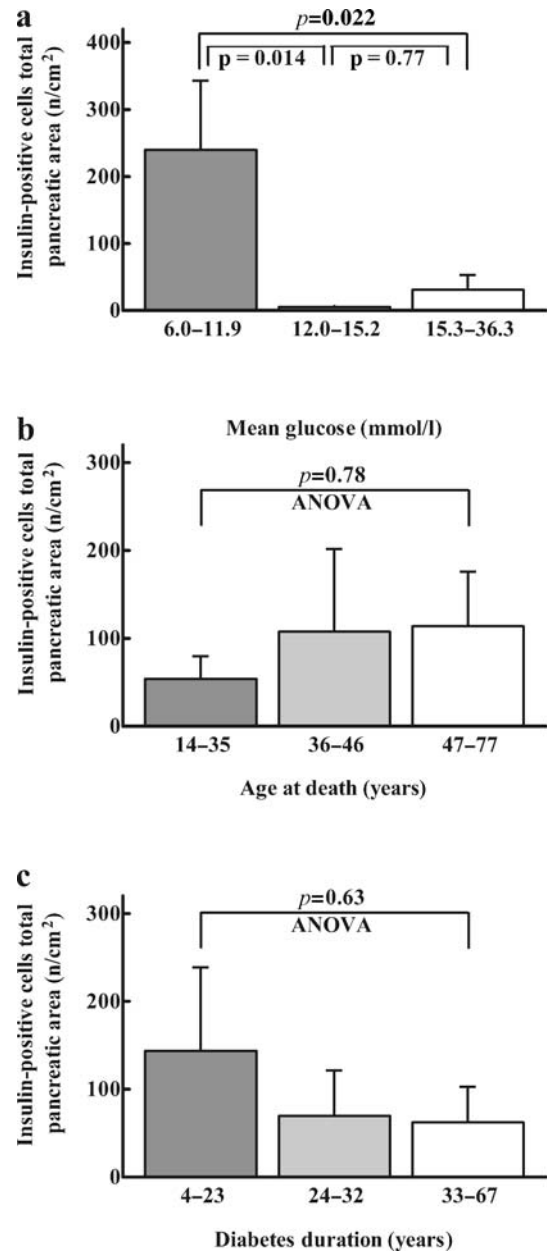 a
p=0.022
p = 0.014 p = 0.77
Insulin-positive cells total
pancreatic area (n/cm²)
400
300
200
100
0
6.0–11.9 12.0–15.2 15.3–36.3
Mean glucose (mmol/l)
b
p=0.78
ANOVA
Insulin-positive cells total
pancreatic area (n/cm²)
300
200
100
0
14–35 36–46 47–77
Age at death (years)
c
p=0.63
ANOVA
Insulin-positive cells total
pancreatic area (n/cm²)
300
200
100
0
4–23 24–32 33–67
Diabetes duration (years)